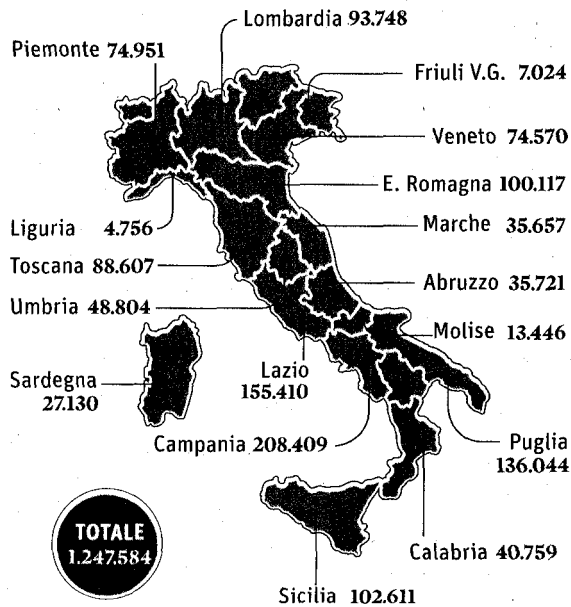 Lombardia 93.748
Piemonte 74.951
Friuli V.G. 7.024
Veneto 74.570
E. Romagna 100.117
Liguria 4.756
Marche 35.657
Toscana 88.607
Abruzzo 35.721
Umbria 48.804
Molise 13.446
Lazio
155.410
Sardegna
27.130
Campania 208.409
Puglia
136.044
TOTALE
1.247.584
Calabria 40.759
Sicilia 102.611